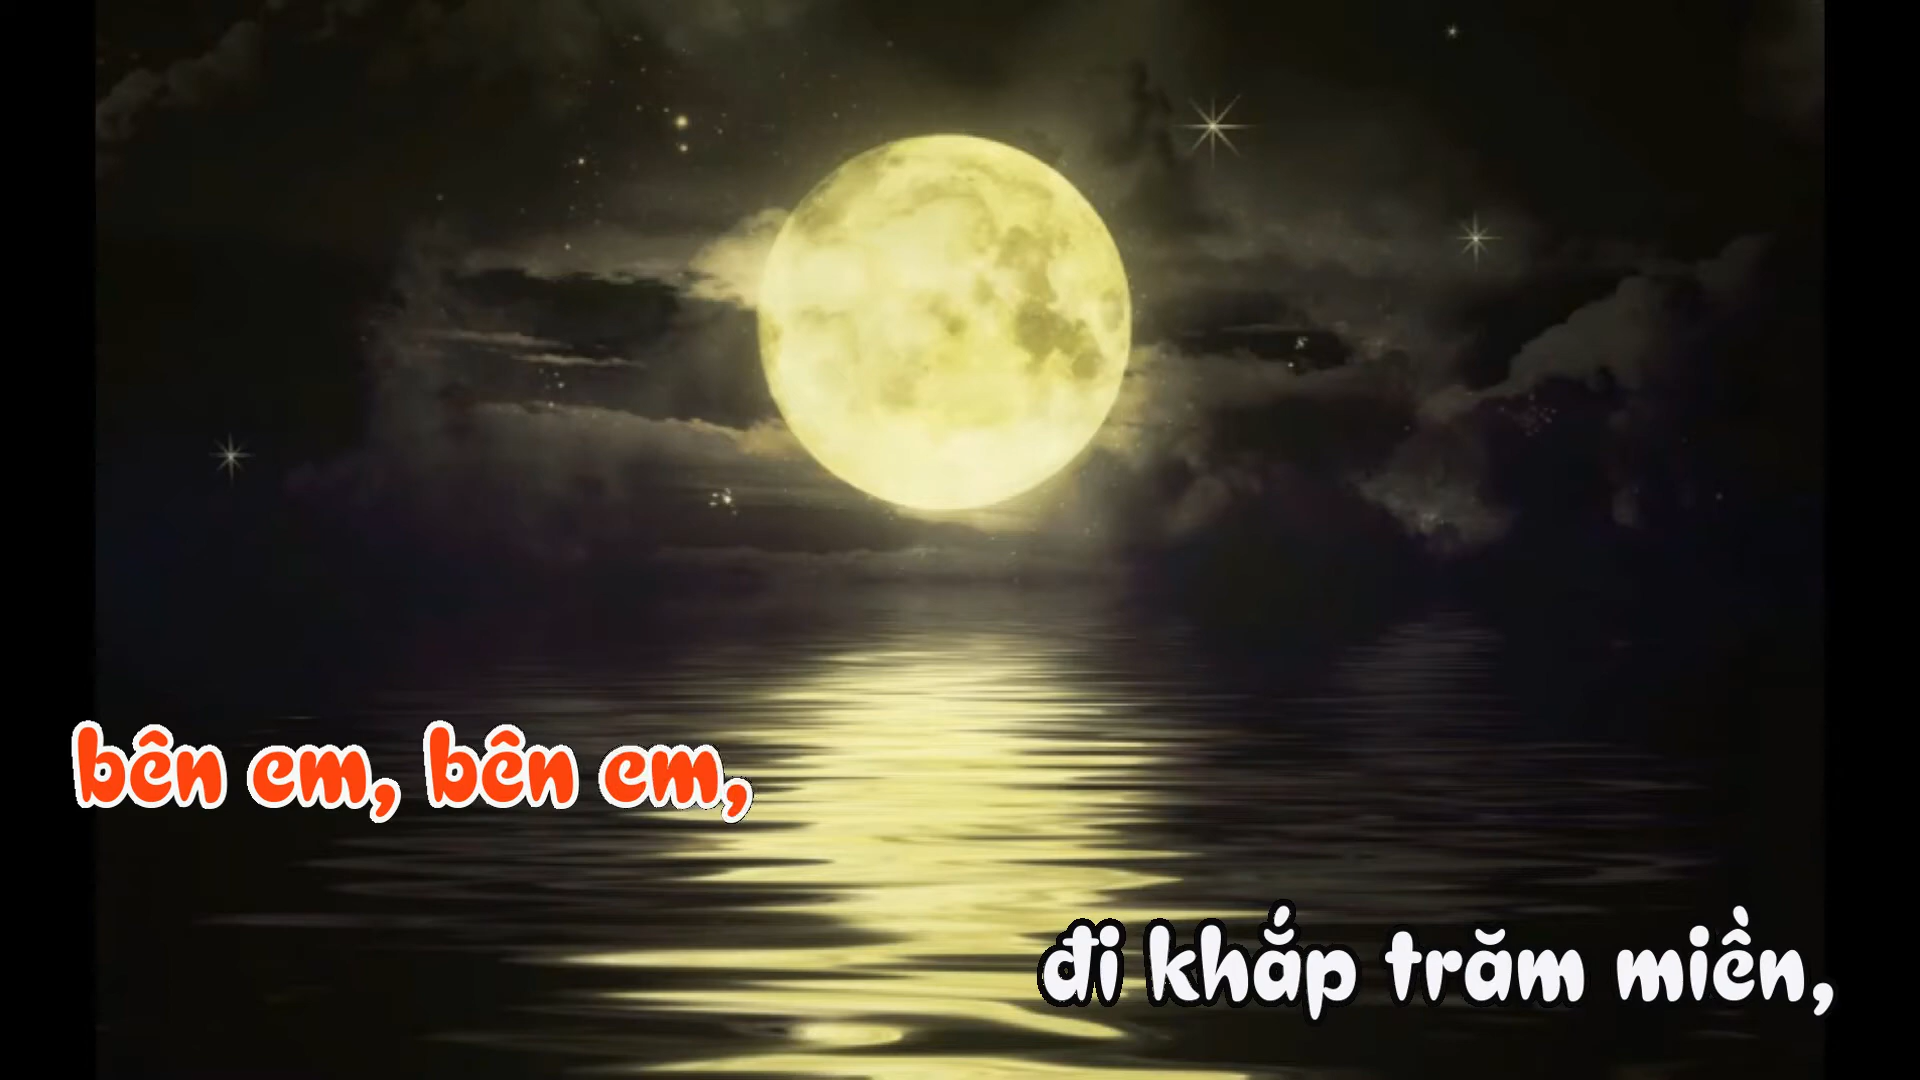 bên em, bên em,
đi khắp trăm miền,